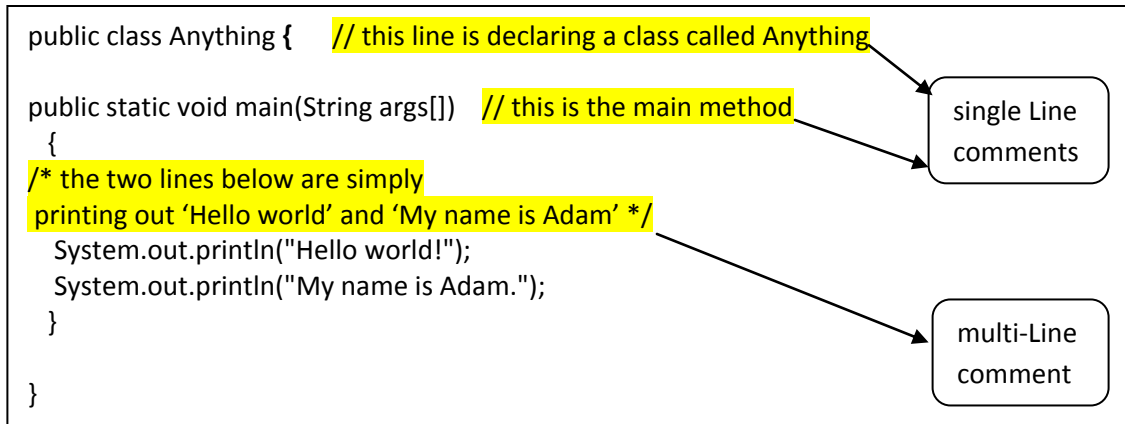 public class Anything { // this line is declaring a class called Anything
public static void main(String args[]) // this is the main method
{
/* the two lines below are simply
printing out ‘Hello world’ and ‘My name is Adam’ */
System.out.println("Hello world!");
System.out.println("My name is Adam.");
}
}
single Line
comments
multi-Line
comment